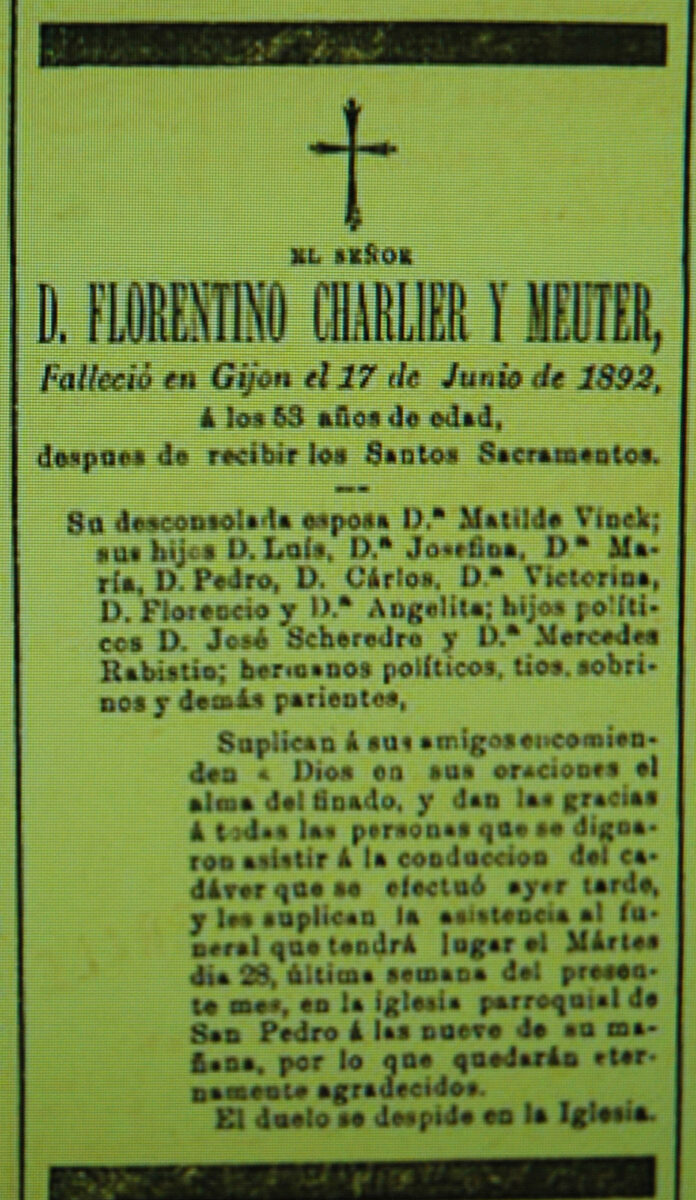 EL SEÑOR
D. FLORENTINO CHARLIER Y MEUTER,
Falleció en Gijon el 17 de Junio de 1892,
á los 53 años de edad,
despues de recibir los Santos Sacramentos.
Su desconsolada esposa D.ª Matilde Vinck;
sus hijos D. Luís, D.ª Josefina, D.ª Ma-
ría, D. Pedro, D. Cárlos, D.ª Victorina,
D. Florencio y D.ª Angelita; hijos políti-
cos D. José Scheredre y D.ª Mercedes
Rabistin; hermanos políticos, tios, sobri-
nos y demás parientes,
Suplican á sus amigos encomien-
den á Dios en sus oraciones el
alma del finado, y dan las gracias
á todas las personas que se digna-
ron asistir á la conduccion del ca-
dáver que se efectuó ayer tarde,
y les suplican la asistencia al fu-
neral que tendrá lugar el Mártes
dia 28, última semana del presen-
te mes, en la iglesia parroquial de
San Pedro á las nueve de su ma-
ñana, por lo que quedarán eter-
namente agradecidos.
El duelo se despide en la Iglesia.